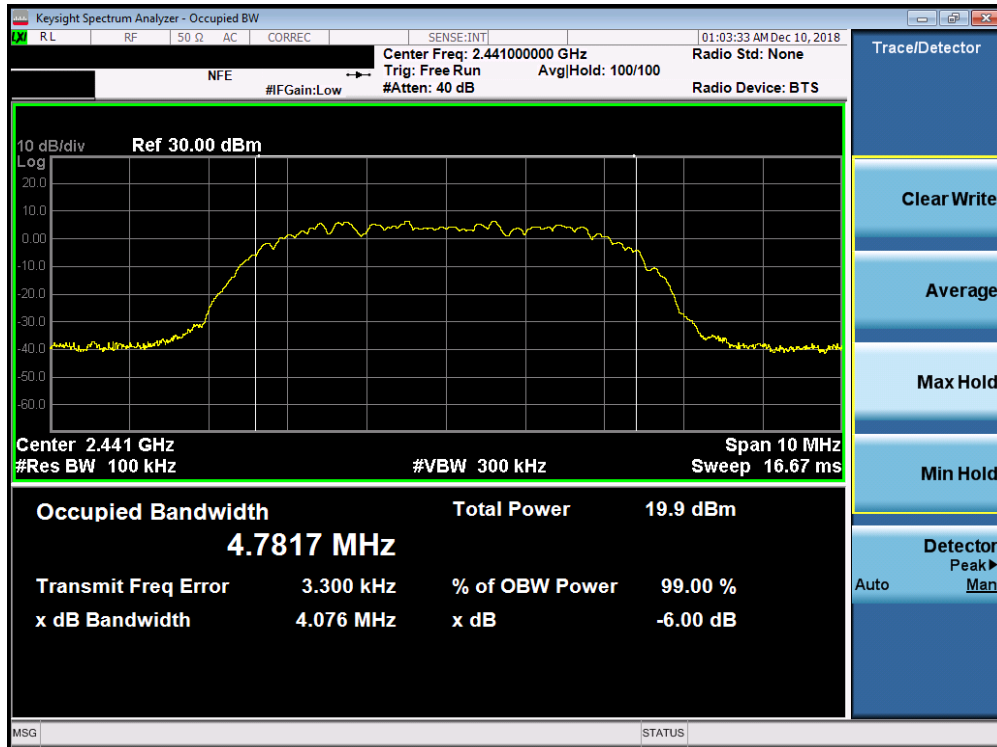 Keysight Spectrum Analyzer - Occupied BW
LXI RL RF 50 Ω AC CORREC SENSE:INT 01:03:33 AM Dec 10, 2018
NFE
#IFGain:Low
Center Freq: 2.441000000 GHz
Trig: Free Run Avg|Hold: 100/100
#Atten: 40 dB
Radio Std: None
Radio Device: BTS
10 dB/div Ref 30.00 dBm
Log
20.0
10.0
0.00
-10.0
-20.0
-30.0
-40.0
-50.0
-60.0
Center 2.441 GHz Span 10 MHz
#Res BW 100 kHz #VBW 300 kHz Sweep 16.67 ms
Occupied Bandwidth Total Power 19.9 dBm
4.7817 MHz
Transmit Freq Error 3.300 kHz % of OBW Power 99.00 %
x dB Bandwidth 4.076 MHz x dB -6.00 dB
MSG STATUS
Trace/Detector
Clear Write
Average
Max Hold
Min Hold
Detector
Peak▶
Auto Man